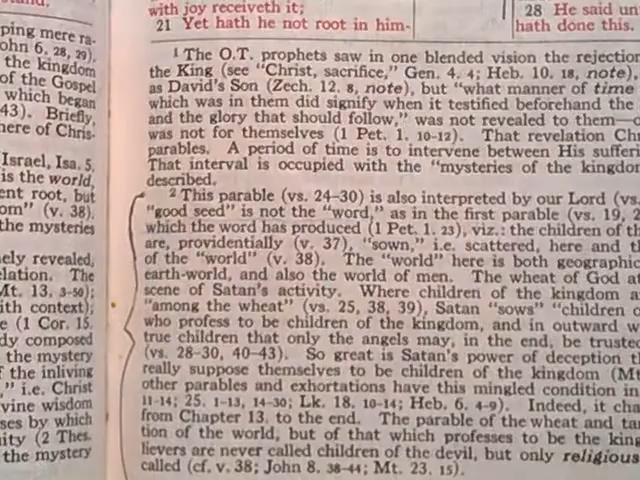 with joy receiveth it;
21 Yet hath he not root in him-
28 He said un
hath done this.
ping mere ra-
ohn 6. 28, 29).
the kingdom
of the Gospel
which began
43). Briefly,
here of Chris-
Israel, Isa. 5.
is the world,
ent root, but
om" (v. 38).
the mysteries
ely revealed,
elation. The
Mt. 13. 3-50);
ith context);
e (1 Cor. 15.
dy composed
the mystery
f the inliving
," i.e. Christ
vine wisdom
ses by which
ity (2 Thes.
the mystery
1 The O.T. prophets saw in one blended vision the rejection
the King (see "Christ, sacrifice," Gen. 4. 4; Heb. 10. 18, note),
as David's Son (Zech. 12. 8, note), but "what manner of time
which was in them did signify when it testified beforehand the
and the glory that should follow," was not revealed to them—o
was not for themselves (1 Pet. 1. 10-12). That revelation Ch
parables. A period of time is to intervene between His sufferi
That interval is occupied with the "mysteries of the kingdom
described.
2 This parable (vs. 24-30) is also interpreted by our Lord (vs.
"good seed" is not the "word," as in the first parable (vs. 19, 2
which the word has produced (1 Pet. 1. 23), viz.: the children of th
are, providentially (v. 37), "sown," i.e. scattered, here and th
of the "world" (v. 38). The "world" here is both geographic
earth-world, and also the world of men. The wheat of God at
scene of Satan's activity. Where children of the kingdom a
"among the wheat" (vs. 25, 38, 39), Satan "sows" "children o
who profess to be children of the kingdom, and in outward w
true children that only the angels may, in the end, be trusted
(vs. 28-30, 40-43). So great is Satan's power of deception t
really suppose themselves to be children of the kingdom (Mt
other parables and exhortations have this mingled condition in
11-14; 25. 1-13, 14-30; Lk. 18. 10-14; Heb. 6. 4-9). Indeed, it cha
from Chapter 13. to the end. The parable of the wheat and tar
tion of the world, but of that which professes to be the king
lievers are never called children of the devil, but only religious
called (cf. v. 38; John 8. 38-44; Mt. 23. 15).